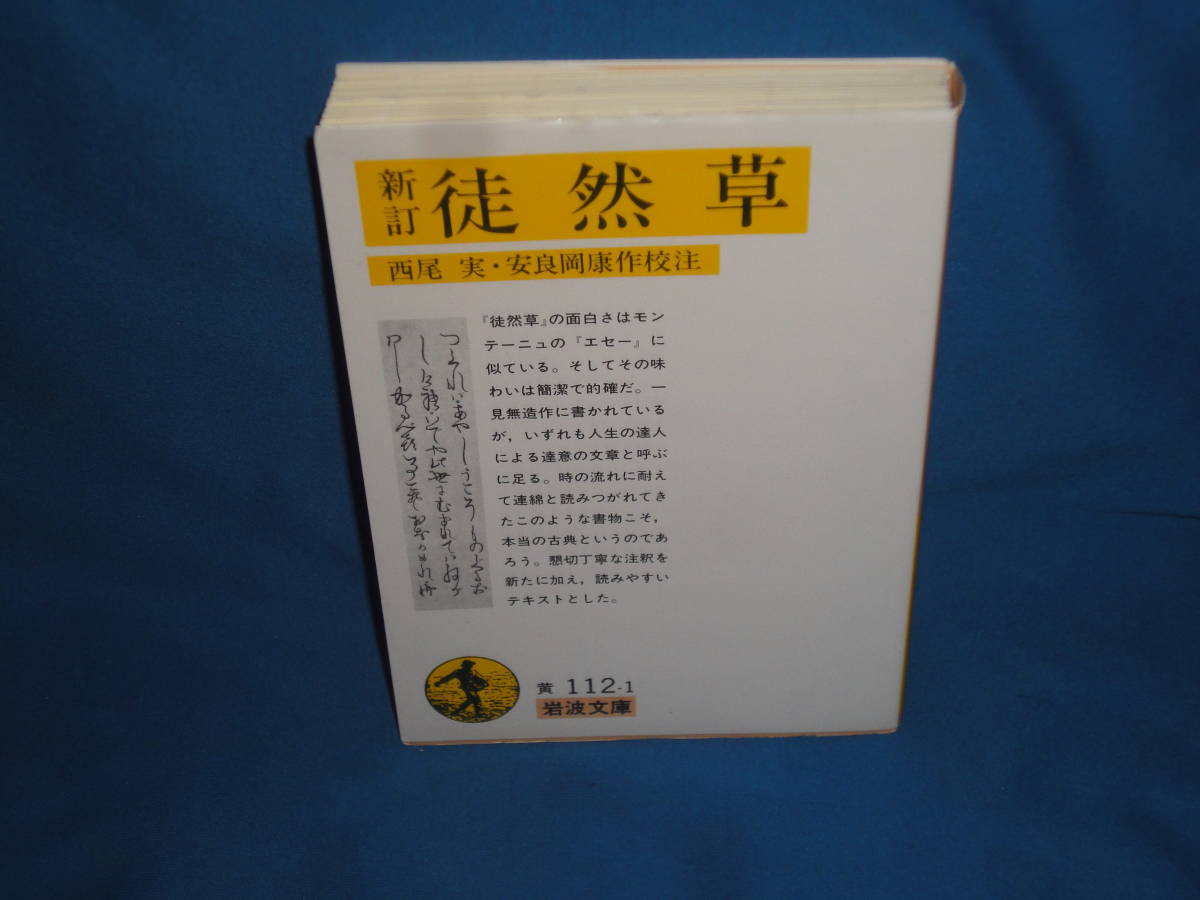 新訂 徒然草
西尾 実・安良岡康作校注
『徒然草』の面白さはモン
テーニュの『エセー』に
似ている。そしてその味
わいは簡潔で的確だ。一
見無造作に書かれている
が，いずれも人生の達人
による達意の文章と呼ぶ
に足る。時の流れに耐え
て連綿と読みつがれてき
たこのような書物こそ，
本当の古典というのであ
ろう。懇切丁寧な注釈を
新たに加え，読みやすい
テキストとした。
黄 112-1
岩波文庫